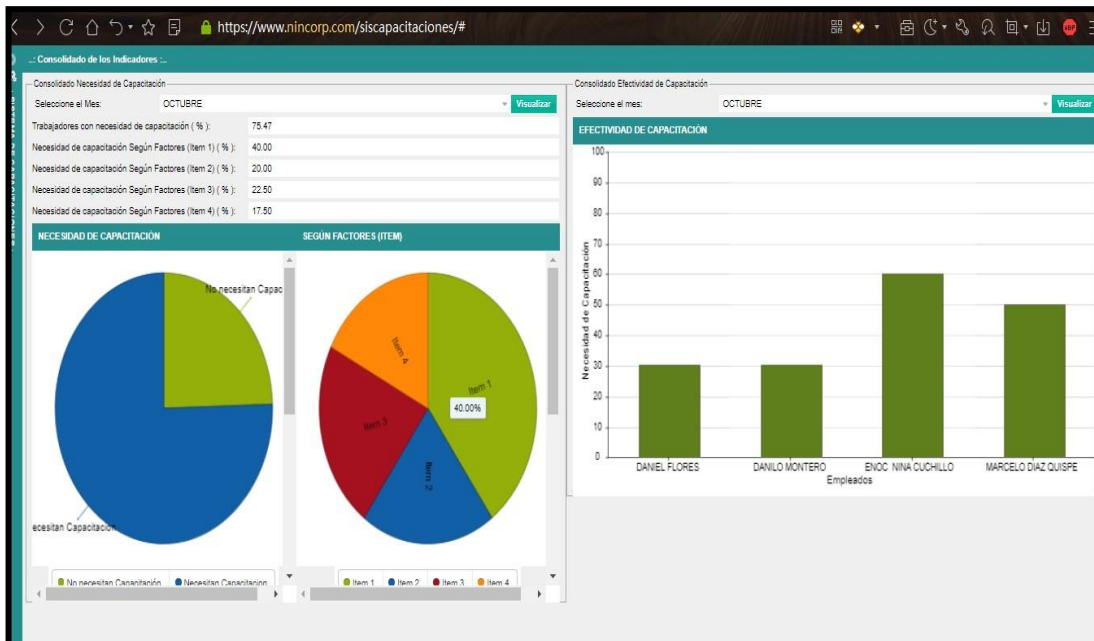 https://www.nincorp.com/siscapacitaciones/#
..: Consolidado de los Indicadores :..
Consolidado Necesidad de Capacitación
Seleccione el Mes: OCTUBRE Visualizar
Trabajadores con necesidad de capacitación ( % ): 75.47
Necesidad de capacitación Según Factores (Item 1) ( % ): 40.00
Necesidad de capacitación Según Factores (Item 2) ( % ): 20.00
Necesidad de capacitación Según Factores (Item 3) ( % ): 22.50
Necesidad de capacitación Según Factores (Item 4) ( % ): 17.50
NECESIDAD DE CAPACITACIÓN
No necesitan Capac
ecesitan Capacitación
No necesitan Capacitación Necesitan Capacitacion
SEGÚN FACTORES (ITEM)
Item 1
40.00%
Item 2
Item 3
Item 4
Item 1 Item 2 Item 3 Item 4
Consolidado Efectividad de Capacitación
Seleccione el mes: OCTUBRE Visualizar
EFECTIVIDAD DE CAPACITACIÓN
Necesidad de Capacitación
100
90
80
70
60
50
40
30
20
10
0
DANIEL FLORES DANILO MONTERO ENOC NINA CUCHILLO MARCELO DIAZ QUISPE
Empleados